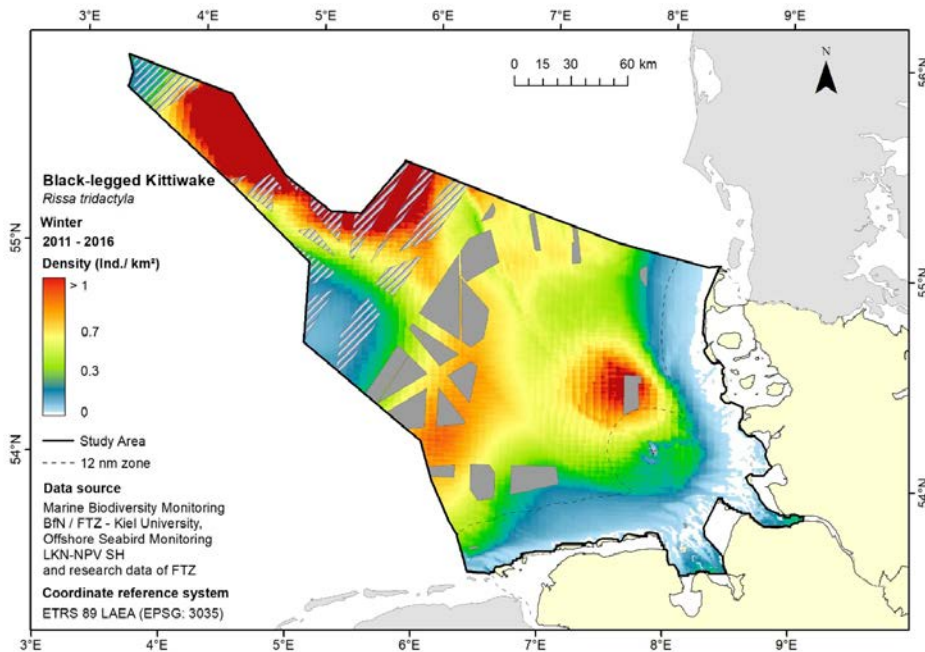 3°E 4°E 5°E 6°E 7°E 8°E 9°E
56°N
55°N
54°N
0 15 30 60 km
N
Black-legged Kittiwake
Rissa tridactyla
Winter
2011 - 2016
Density (Ind./ km²)
> 1
0.7
0.3
0
Study Area
12 nm zone
Data source
Marine Biodiversity Monitoring
BfN / FTZ - Kiel University,
Offshore Seabird Monitoring
LKN-NPV SH
and research data of FTZ
Coordinate reference system
ETRS 89 LAEA (EPSG: 3035)
55°N
54°N
3°E 4°E 5°E 6°E 7°E 8°E 9°E